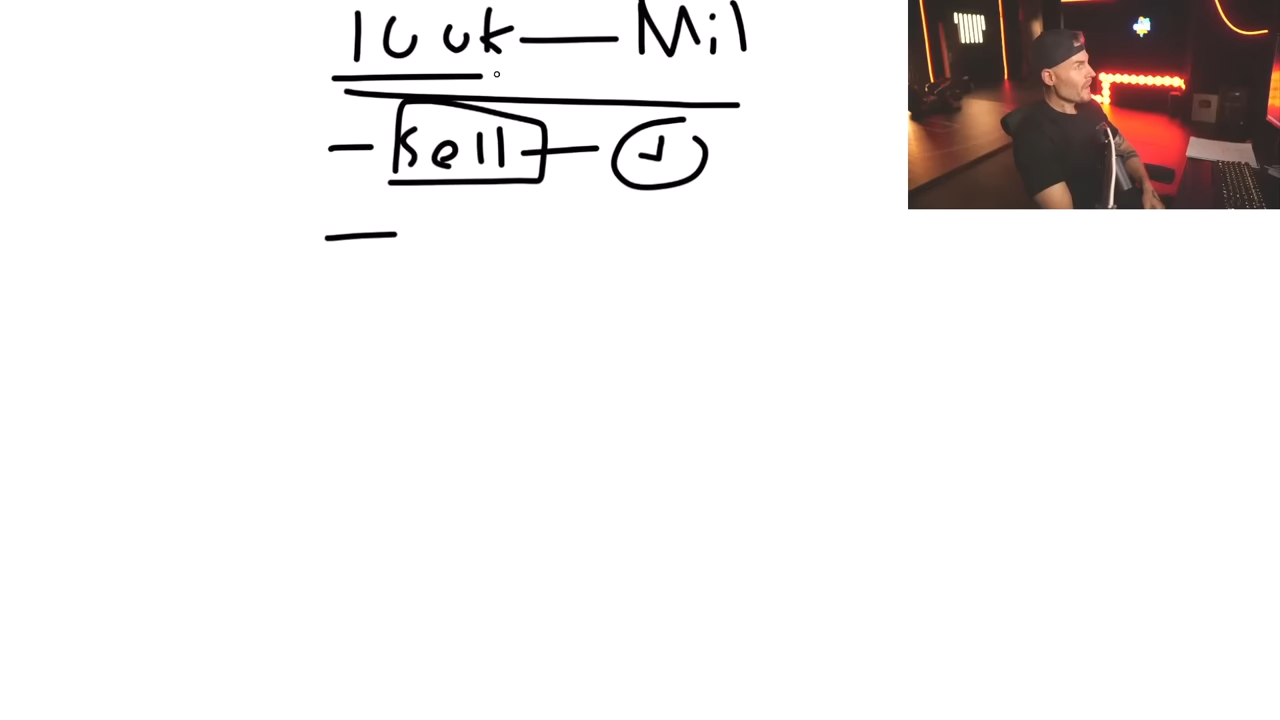 100k — Mil
- Sell —
-